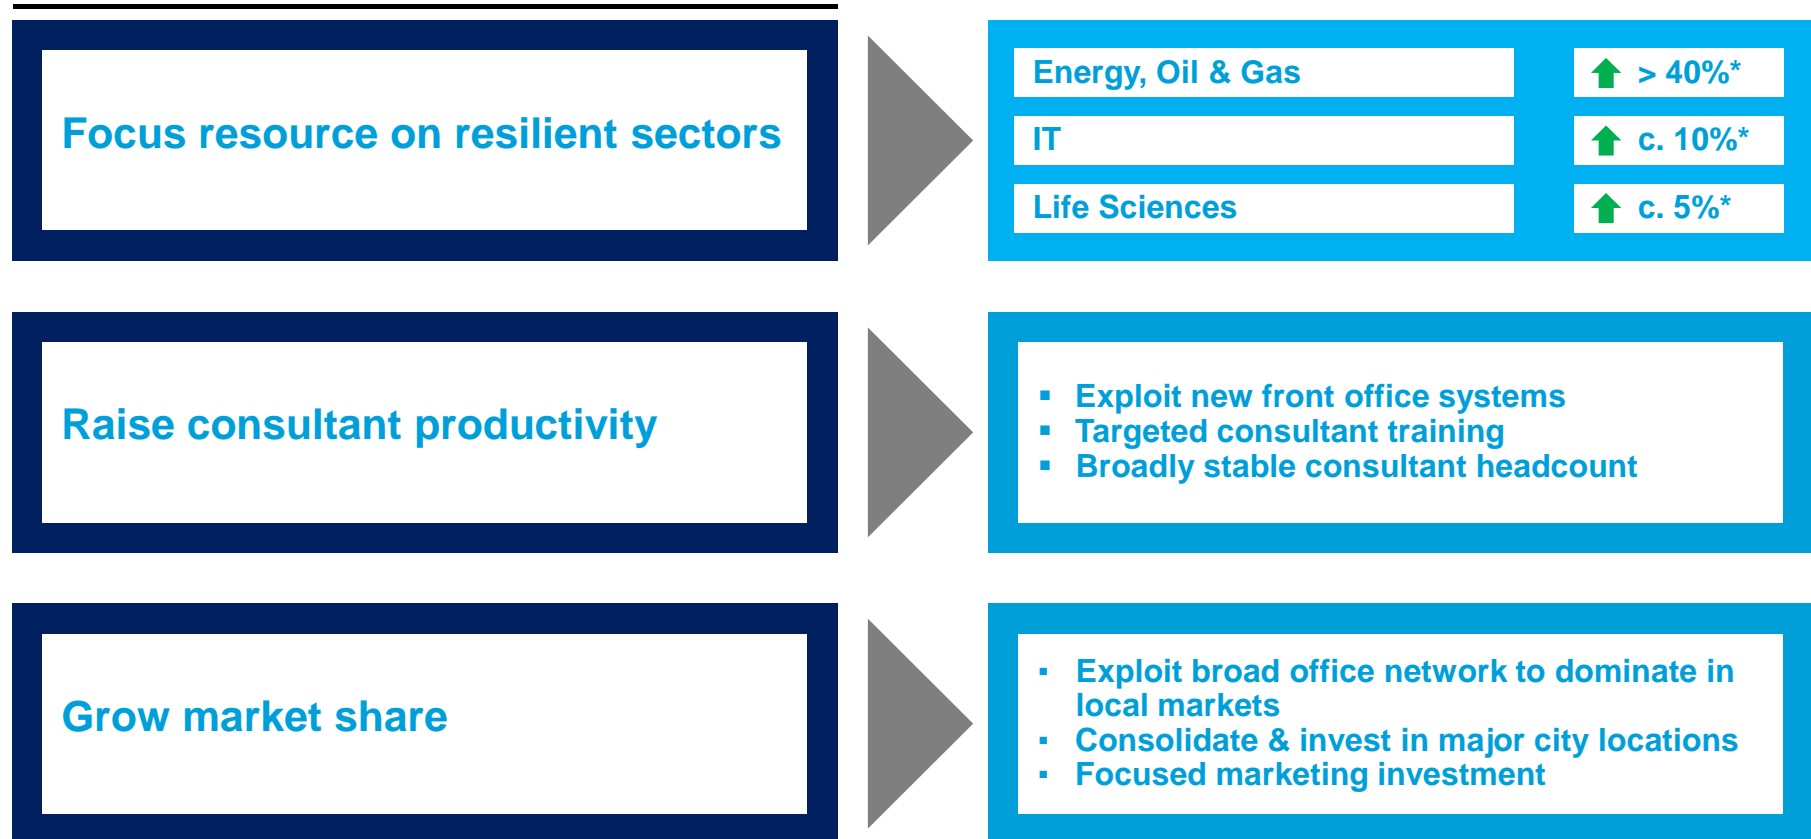 Focus resource on resilient sectors
Energy, Oil & Gas
> 40%*
IT
c. 10%*
Life Sciences
c. 5%*
Raise consultant productivity
▪ Exploit new front office systems
▪ Targeted consultant training
▪ Broadly stable consultant headcount
Grow market share
▪ Exploit broad office network to dominate in
local markets
▪ Consolidate & invest in major city locations
▪ Focused marketing investment